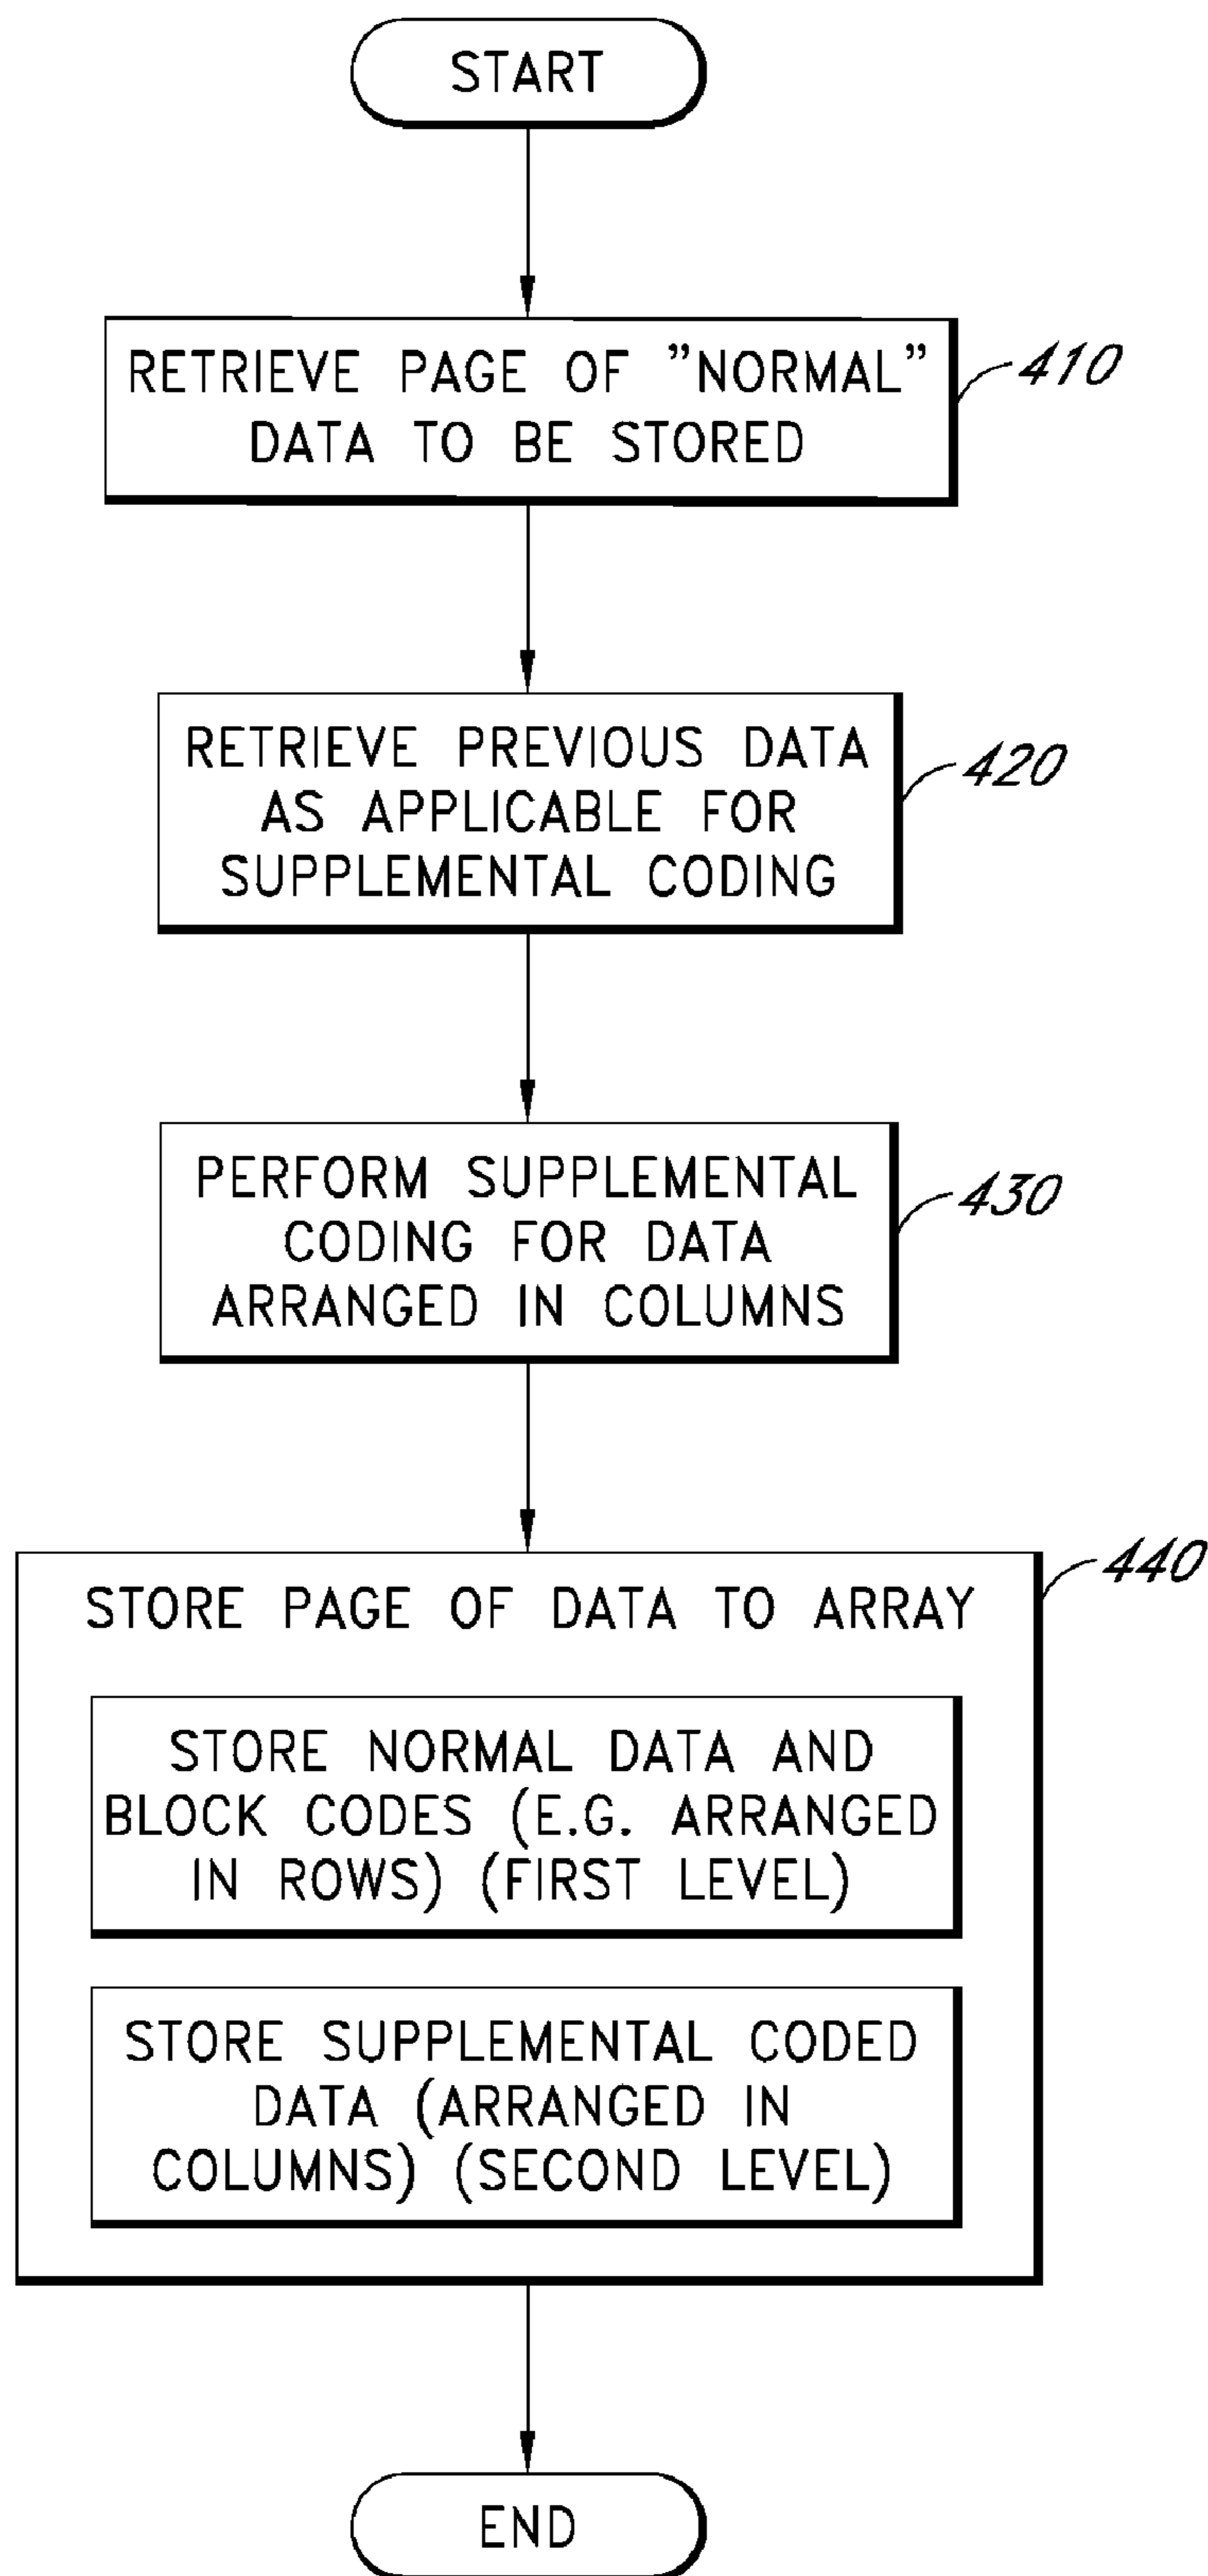 START
RETRIEVE PAGE OF "NORMAL"
DATA TO BE STORED
410
RETRIEVE PREVIOUS DATA
AS APPLICABLE FOR
SUPPLEMENTAL CODING
420
PERFORM SUPPLEMENTAL
CODING FOR DATA
ARRANGED IN COLUMNS
430
440
STORE PAGE OF DATA TO ARRAY
STORE NORMAL DATA AND
BLOCK CODES (E.G. ARRANGED
IN ROWS) (FIRST LEVEL)
STORE SUPPLEMENTAL CODED
DATA (ARRANGED IN
COLUMNS) (SECOND LEVEL)
END